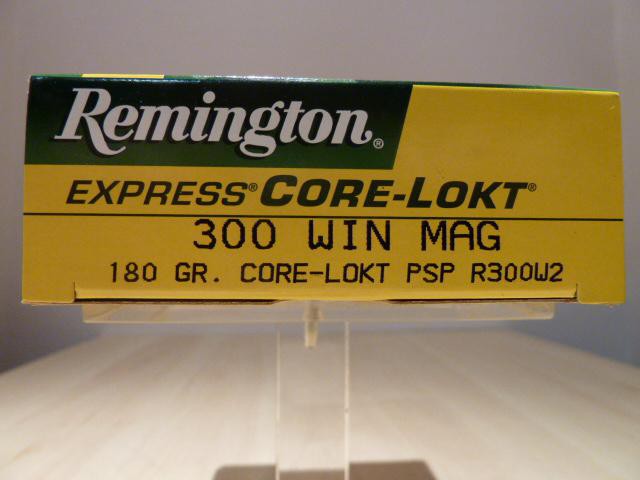 Remington®
EXPRESS® CORE-LOKT®
300 WIN MAG
180 GR. CORE-LOKT PSP R300W2